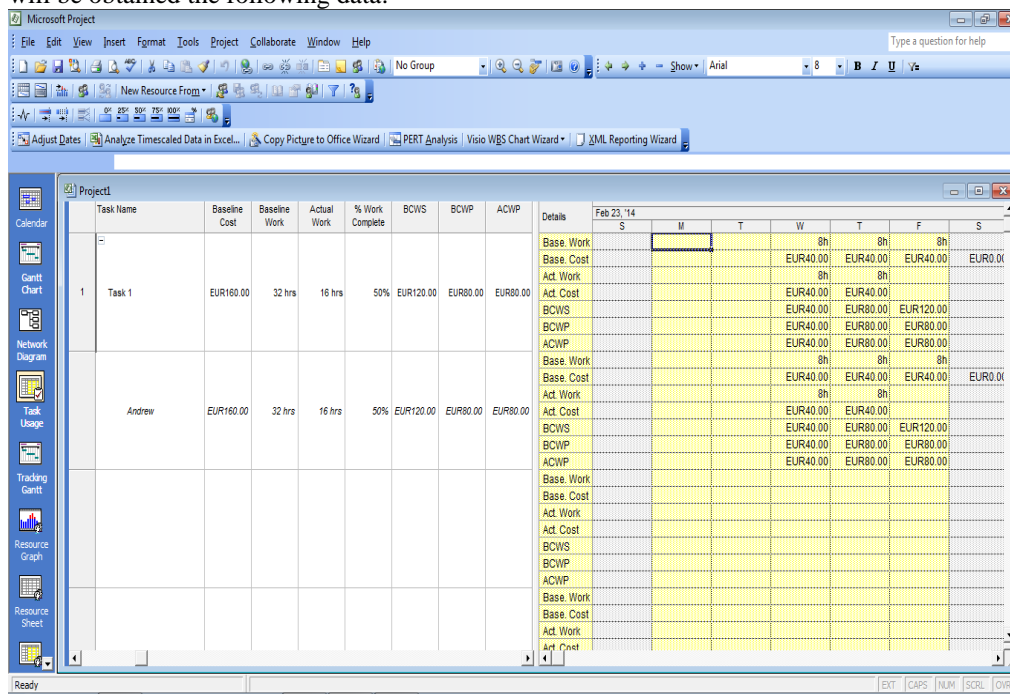 will be obtained the following data:
Microsoft Project
File Edit View Insert Format Tools Project Collaborate Window Help
Type a question for help
No Group
Show
Arial
8
B I U
New Resource From
0% 25% 50% 75% 100%
Adjust Dates Analyze Timescaled Data in Excel... Copy Picture to Office Wizard PERT Analysis Visio WBS Chart Wizard XML Reporting Wizard
Project1
Calendar
Gantt
Chart
Network
Diagram
Task
Usage
Tracking
Gantt
Resource
Graph
Resource
Sheet
Task Name Baseline Cost Baseline Work Actual Work % Work Complete BCWS BCWP ACWP
1 Task 1 EUR160.00 32 hrs 16 hrs 50% EUR120.00 EUR80.00 EUR80.00
Andrew EUR160.00 32 hrs 16 hrs 50% EUR120.00 EUR80.00 EUR80.00
Details Feb 23, '14
S M T W T F S
Base. Work 8h 8h 8h
Base. Cost EUR40.00 EUR40.00 EUR40.00 EUR0.00
Act. Work 8h 8h
Act. Cost EUR40.00 EUR40.00
BCWS EUR40.00 EUR80.00 EUR120.00
BCWP EUR40.00 EUR80.00 EUR80.00
ACWP EUR40.00 EUR80.00 EUR80.00
Base. Work 8h 8h 8h
Base. Cost EUR40.00 EUR40.00 EUR40.00 EUR0.00
Act. Work 8h 8h
Act. Cost EUR40.00 EUR40.00
BCWS EUR40.00 EUR80.00 EUR120.00
BCWP EUR40.00 EUR80.00 EUR80.00
ACWP EUR40.00 EUR80.00 EUR80.00
Base. Work
Base. Cost
Act. Work
Act. Cost
BCWS
BCWP
ACWP
Base. Work
Base. Cost
Act. Work
Act. Cost
Ready
EXT CAPS NUM SCRL OVR